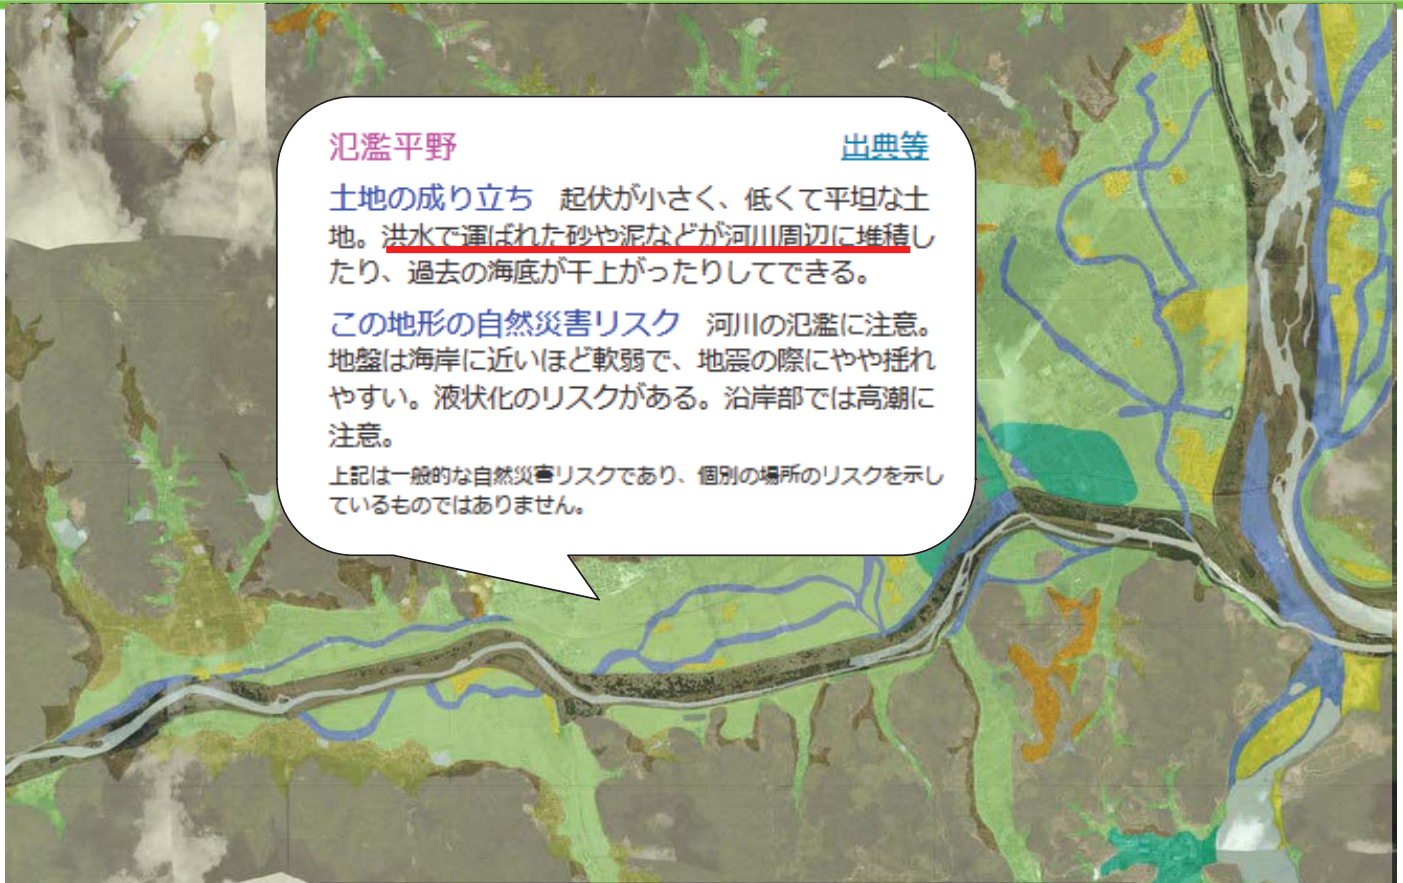 氾濫平野 出典等
土地の成り立ち 起伏が小さく、低くて平坦な土
地。洪水で運ばれた砂や泥などが河川周辺に堆積し
たり、過去の海底が干上がったりしてできる。
この地形の自然災害リスク 河川の氾濫に注意。
地盤は海岸に近いほど軟弱で、地震の際にやや揺れ
やすい。液状化のリスクがある。沿岸部では高潮に
注意。
上記は一般的な自然災害リスクであり、個別の場所のリスクを示し
ているものではありません。